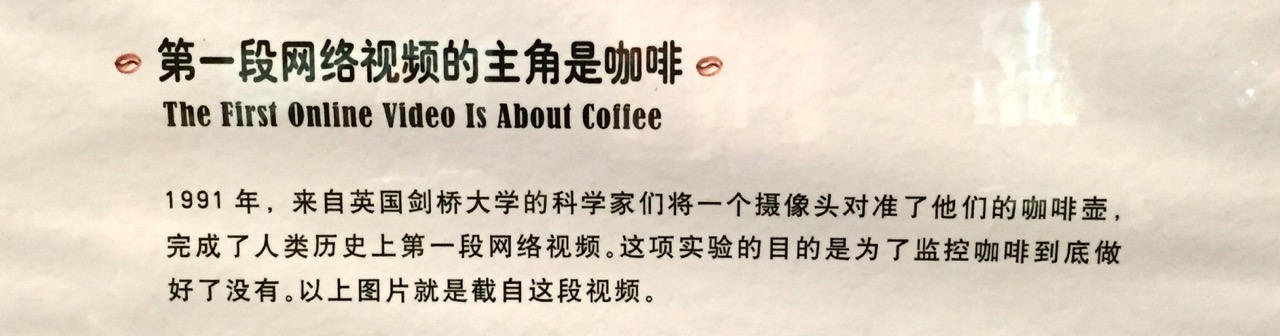 第一段网络视频的主角是咖啡
The First Online Video Is About Coffee
1991 年，来自英国剑桥大学的科学家们将一个摄像头对准了他们的咖啡壶，
完成了人类历史上第一段网络视频。这项实验的目的是为了监控咖啡到底做
好了没有。以上图片就是截自这段视频。